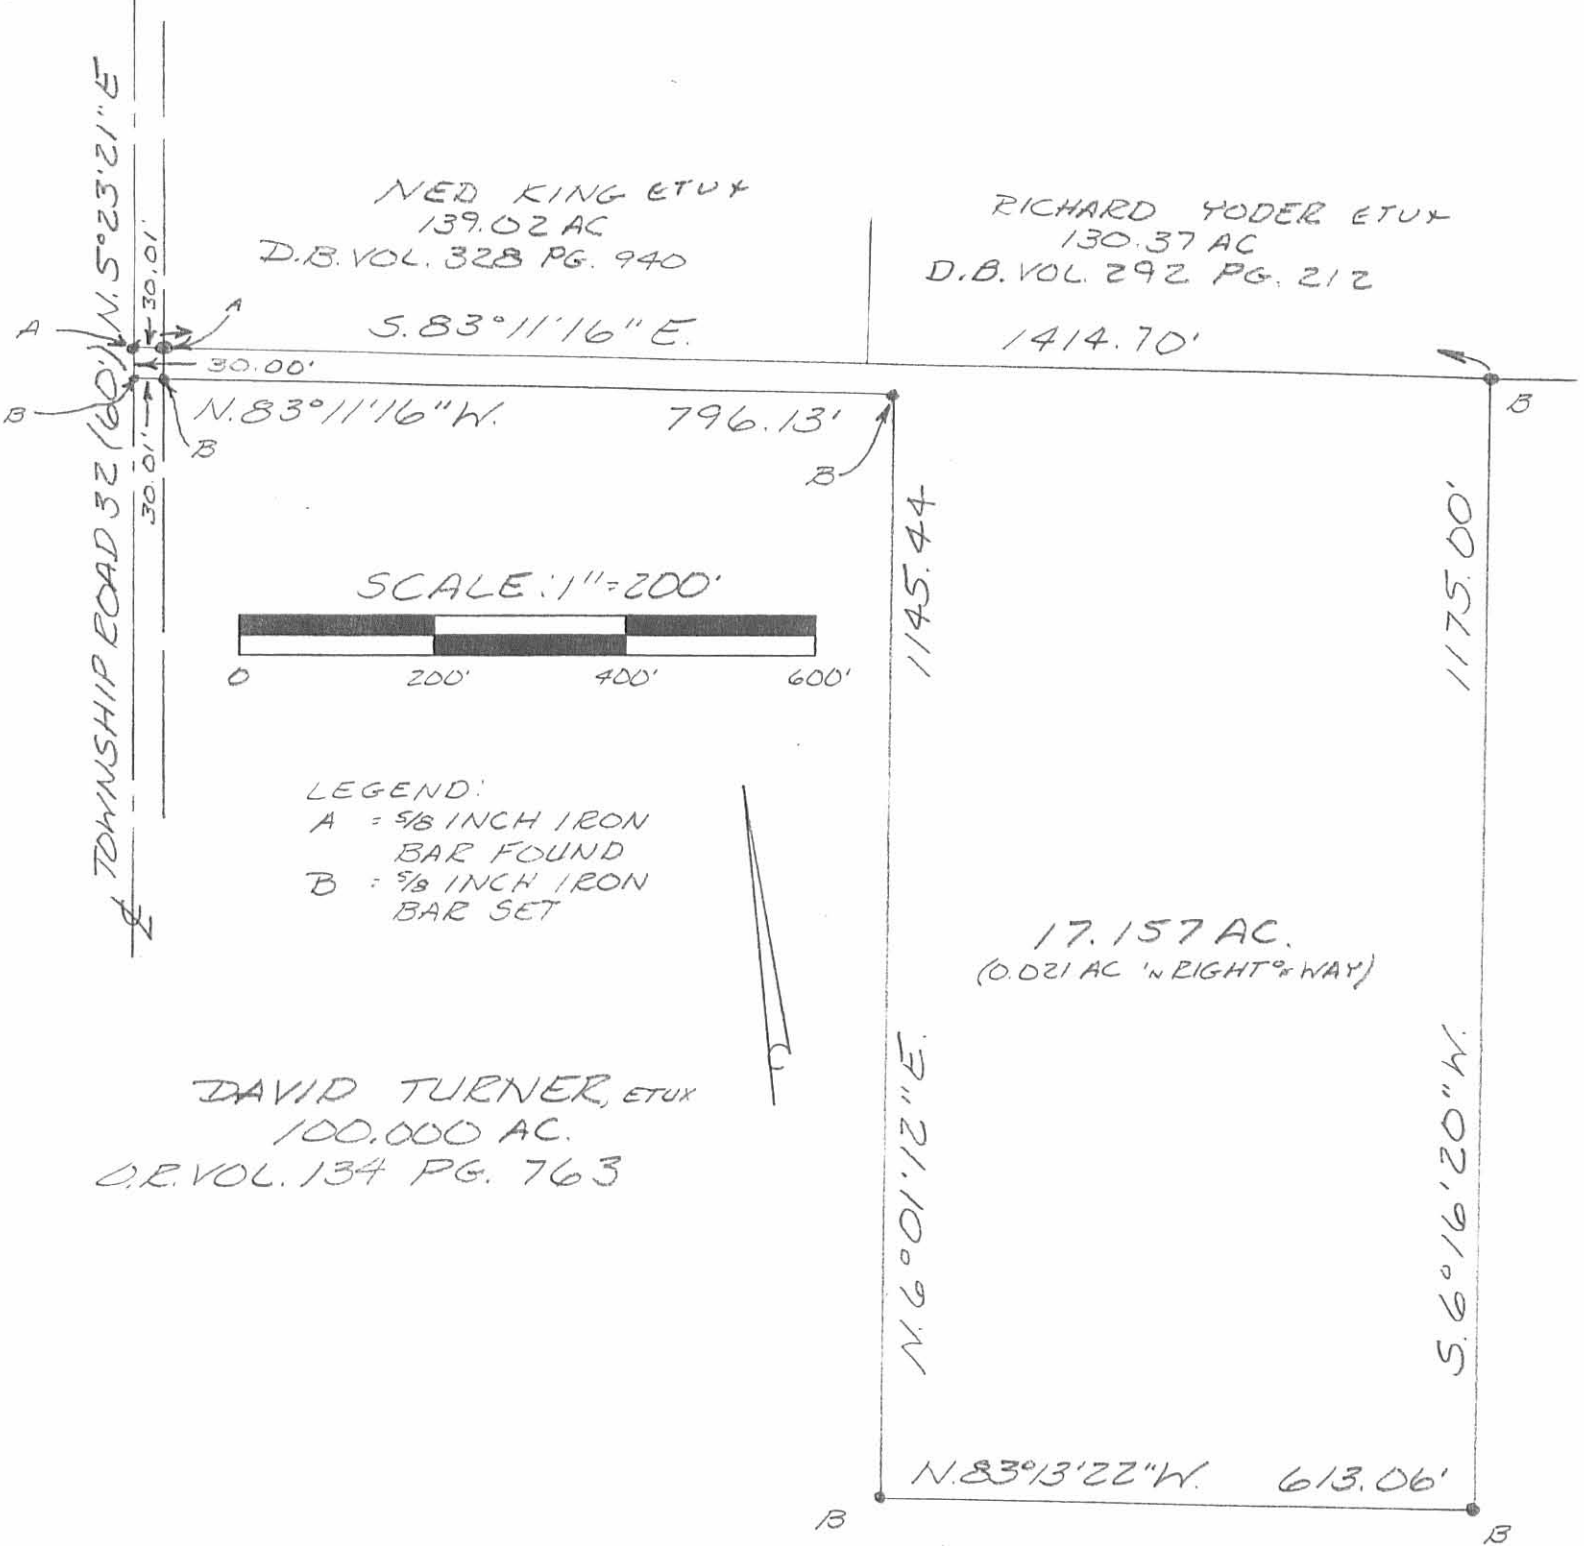 N. 5°23'21" E
30.01'
NED KING ETUX
139.02 AC
D.B. VOL. 328 PG. 940
RICHARD YODER ETUX
130.37 AC
D.B. VOL. 292 PG. 212
A
A
S. 83°11'16" E.
1414.70'
30.00'
B
B
N. 83°11'16" W.
796.13'
B
B
30.01'
TOWNSHIP ROAD 32 (60')
℄
1145.44
1175.00'
SCALE: 1"=200'
0 200' 400' 600'
LEGEND:
A = 5/8 INCH IRON
BAR FOUND
B = 5/8 INCH IRON
BAR SET
17.157 AC.
(0.021 AC IN RIGHT OF WAY)
DAVID TURNER, ETUX
100.000 AC.
O.R. VOL. 134 PG. 763
N. 6°01'12" E.
S. 6°16'20" W.
N. 83°13'22" W.
613.06'
B
B